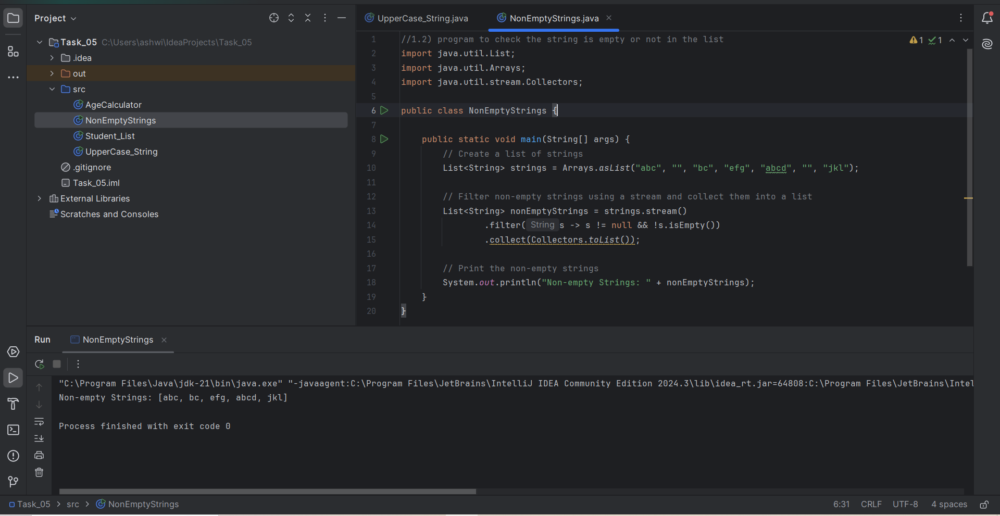 Project
Task_05 C:\Users\ashwi\IdeaProjects\Task_05
.idea
out
src
AgeCalculator
NonEmptyStrings
Student_List
UpperCase_String
.gitignore
Task_05.iml
External Libraries
Scratches and Consoles
UpperCase_String.java NonEmptyStrings.java
1 //1.2) program to check the string is empty or not in the list
1 1
2 import java.util.List;
3 import java.util.Arrays;
4 import java.util.stream.Collectors;
5
6 public class NonEmptyStrings {
7
8 public static void main(String[] args) {
9 // Create a list of strings
10 List<String> strings = Arrays.asList("abc", "", "bc", "efg", "abcd", "", "jkl");
11
12 // Filter non-empty strings using a stream and collect them into a list
13 List<String> nonEmptyStrings = strings.stream()
14 .filter( String s -> s != null && !s.isEmpty())
15 .collect(Collectors.toList());
16
17 // Print the non-empty strings
18 System.out.println("Non-empty Strings: " + nonEmptyStrings);
19 }
20 }
Run NonEmptyStrings
"C:\Program Files\Java\jdk-21\bin\java.exe" "-javaagent:C:\Program Files\JetBrains\IntelliJ IDEA Community Edition 2024.3\lib\idea_rt.jar=64808:C:\Program Files\JetBrains\Intel
Non-empty Strings: [abc, bc, efg, abcd, jkl]
Process finished with exit code 0
Task_05 > src > NonEmptyStrings
6:31 CRLF UTF-8 4 spaces